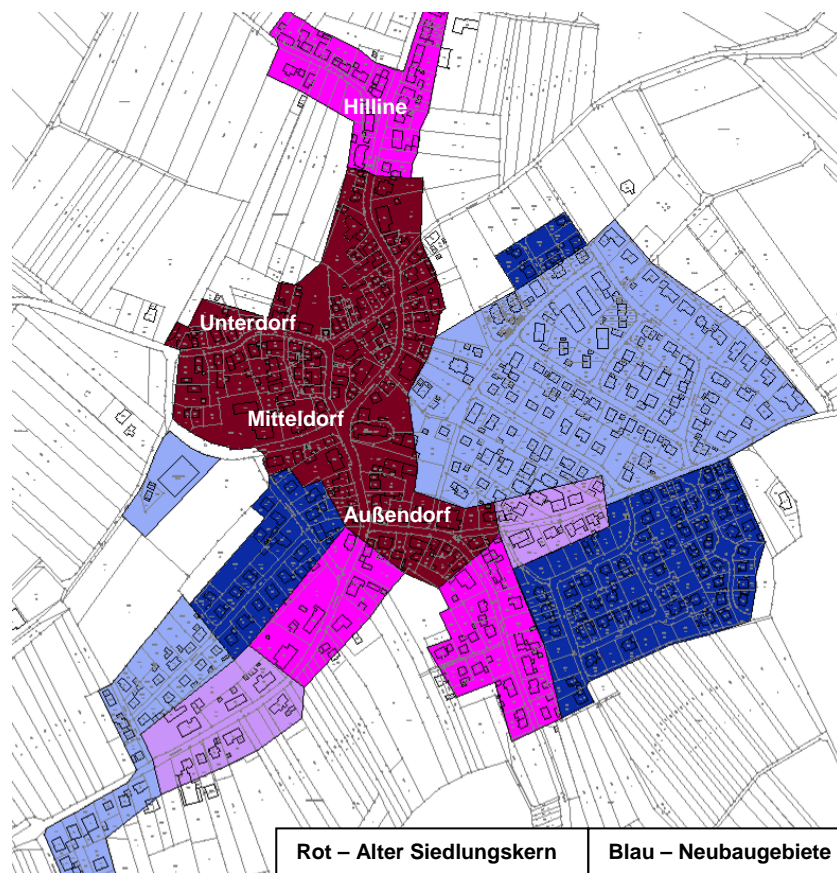 Hilline
Unterdorf
Mitteldorf
Außendorf
Rot – Alter Siedlungskern
Blau – Neubaugebiete